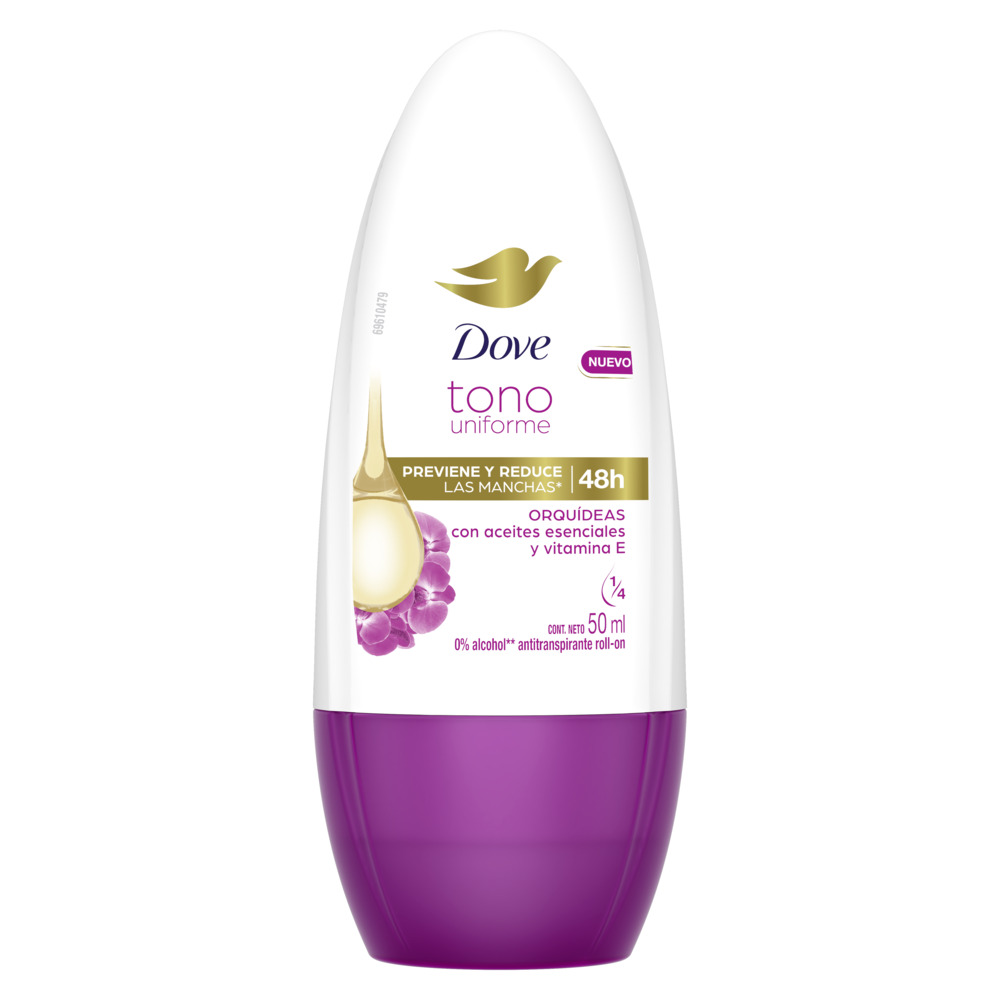 69610479
Dove
NUEVO
tono
uniforme
PREVIENE Y REDUCE
LAS MANCHAS* | 48h
ORQUÍDEAS
con aceites esenciales
y vitamina E
1/4
CONT. NETO 50 ml
0% alcohol** antitranspirante roll-on